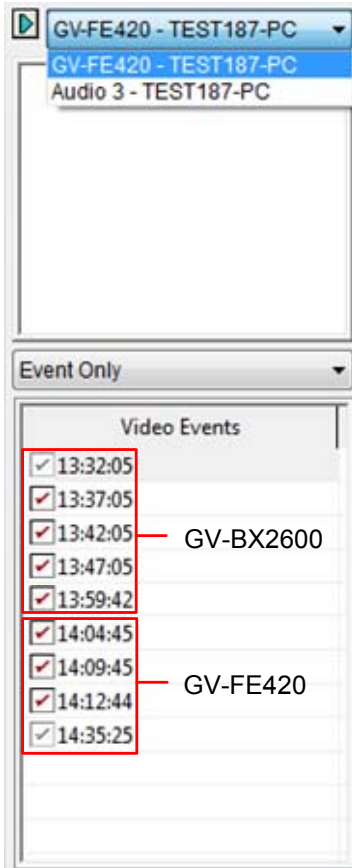 GV-FE420 - TEST187-PC
GV-FE420 - TEST187-PC
Audio 3 - TEST187-PC
Event Only
Video Events
13:32:05
13:37:05
13:42:05
GV-BX2600
13:47:05
13:59:42
14:04:45
14:09:45
GV-FE420
14:12:44
14:35:25